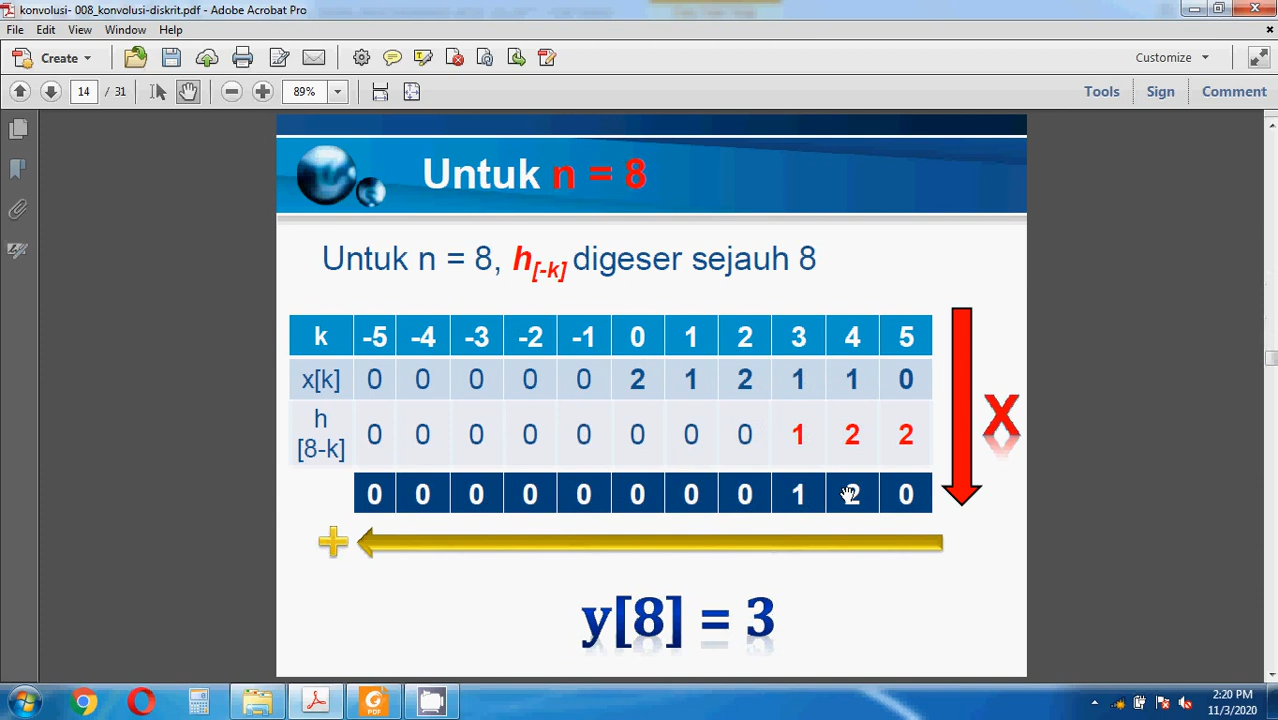 konvolusi- 008_konvolusi-diskrit.pdf - Adobe Acrobat Pro
File Edit View Window Help
Create Customize
14 / 31 89% Tools Sign Comment
Untuk n = 8
Untuk n = 8, h[-k] digeser sejauh 8
k -5 -4 -3 -2 -1 0 1 2 3 4 5
x[k] 0 0 0 0 0 2 1 2 1 1 0
h
[8-k] 0 0 0 0 0 0 0 0 1 2 2
X
0 0 0 0 0 0 0 0 1 2 0
+
y[8] = 3
PDF
2:20 PM
11/3/2020